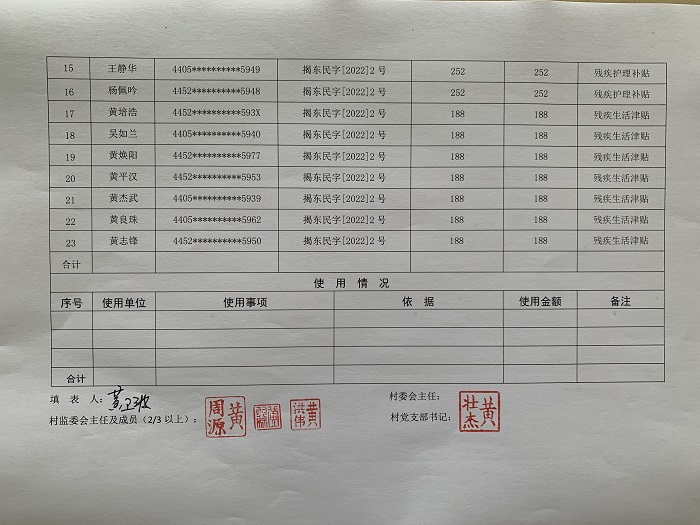 15 王静华 4405**********5949 揭东民字[2022]2 号 252 252 残疾护理补贴
16 杨佩吟 4452**********5948 揭东民字[2022]2 号 252 252 残疾护理补贴
17 黄培浩 4452**********593X 揭东民字[2022]2 号 188 188 残疾生活津贴
18 吴如兰 4405**********5940 揭东民字[2022]2 号 188 188 残疾生活津贴
19 黄焕阳 4452**********5977 揭东民字[2022]2 号 188 188 残疾生活津贴
20 黄平汉 4452**********5953 揭东民字[2022]2 号 188 188 残疾生活津贴
21 黄杰武 4405**********5939 揭东民字[2022]2 号 188 188 残疾生活津贴
22 黄良珠 4405**********5962 揭东民字[2022]2 号 188 188 残疾生活津贴
23 黄志锋 4452**********5950 揭东民字[2022]2 号 188 188 残疾生活津贴
合计
使 用 情 况
序号 使用单位 使用事项 依 据 使用金额 备注
合计
填 表 人: 村委会主任:
村监委会主任及成员(2/3 以上): 黄周源 黄洪伟 村党支部书记: 黄壮杰